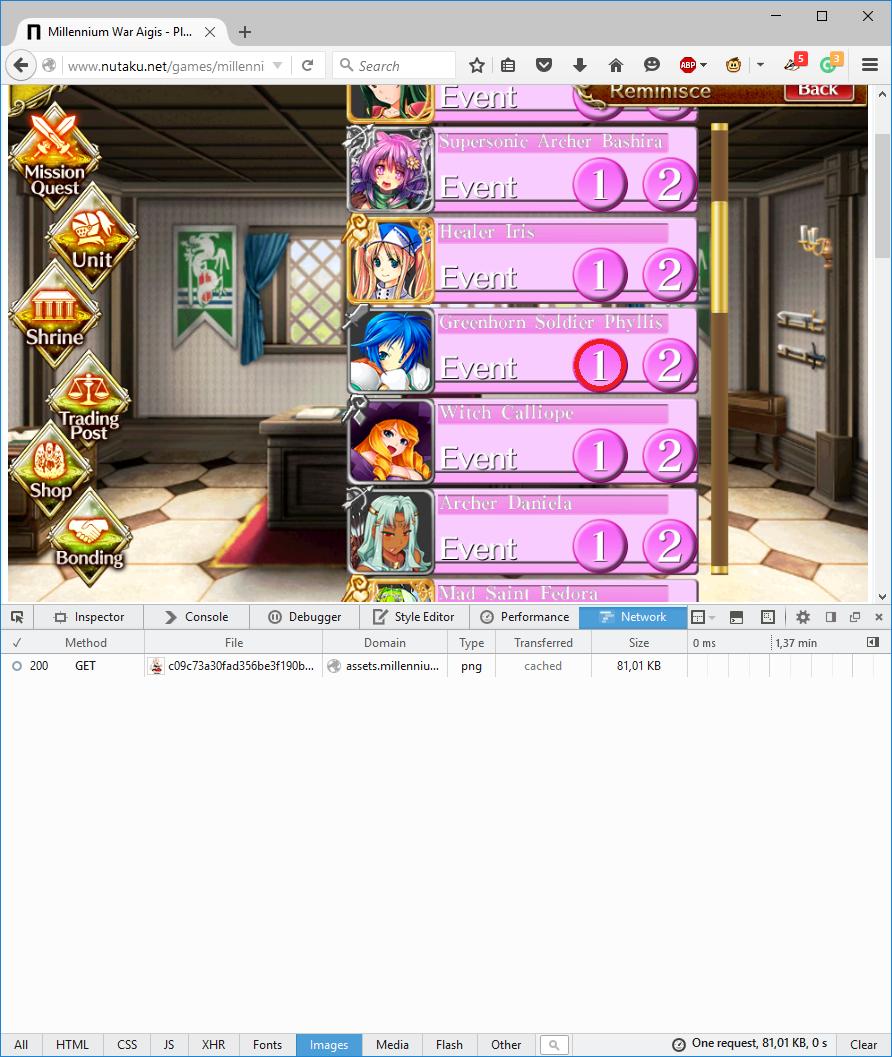 Millennium War Aigis - Pl...
www.nutaku.net/games/millenni
Search
ABP
5
3
Event
Reminisce
Back
Mission
Quest
Unit
Shrine
Trading
Post
Shop
Bonding
Supersonic Archer Bashira
Event 1 2
Healer Iris
Event 1 2
Greenhorn Soldier Phyllis
Event 1 2
Witch Calliope
Event 1 2
Archer Daniela
Event 1 2
Mad Saint Fedora
Inspector Console Debugger Style Editor Performance Network
✓ Method File Domain Type Transferred Size 0 ms 1,37 min
200 GET c09c73a30fad356be3f190b... assets.millenniu... png cached 81,01 KB
All HTML CSS JS XHR Fonts Images Media Flash Other One request, 81,01 KB, 0 s Clear